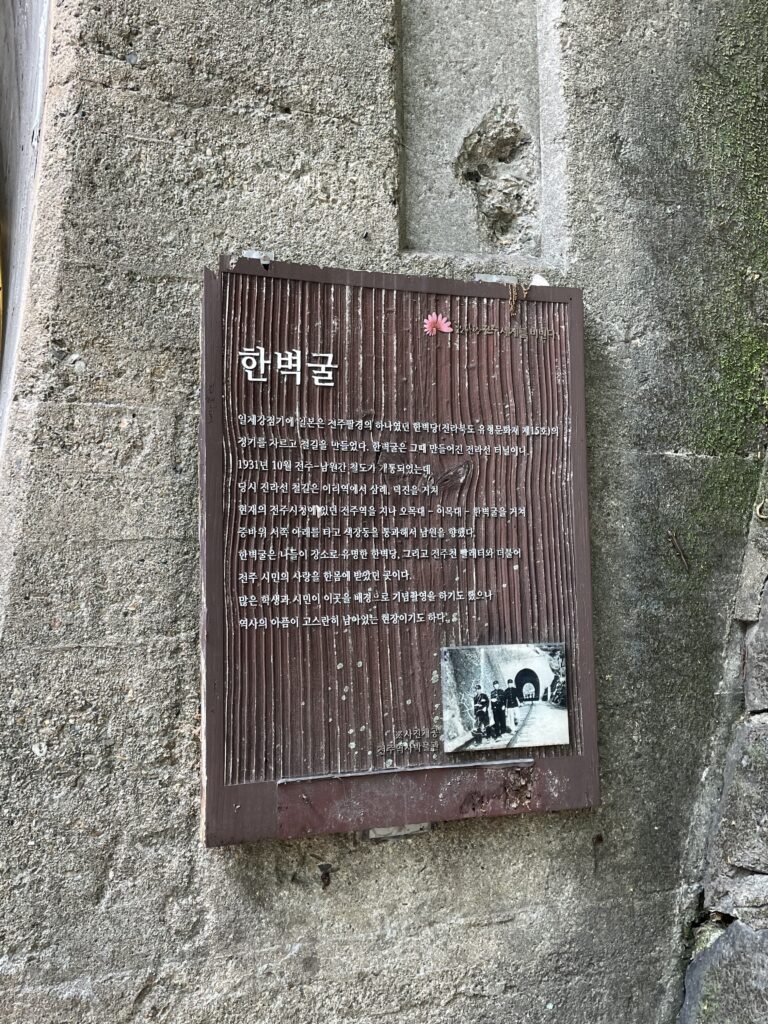 한벽굴
일제강점기에 일본은 전주팔경의 하나였던 한벽당(전라북도 유형문화재 제15호)의
정기를 자르고 철길을 만들었다. 한벽굴은 그때 만들어진 전라선 터널이다.
1931년 10월 전주-남원간 철도가 개통되었는데
당시 전라선 철길은 이리역에서 삼례, 덕진을 거쳐
현재의 전주시청에 있던 전주역을 지나 오목대 - 이목대 - 한벽굴을 거쳐
중바위 서쪽 아래를 타고 색장동을 통과해서 남원을 향했다.
한벽굴은 나들이 장소로 유명한 한벽당, 그리고 전주천 빨래터와 더불어
전주 시민의 사랑을 한몸에 받았던 곳이다.
많은 학생과 시민이 이곳을 배경으로 기념촬영을 하기도 했으나
역사의 아픔이 고스란히 남아있는 현장이기도 하다.
※사진제공
전주역사박물관